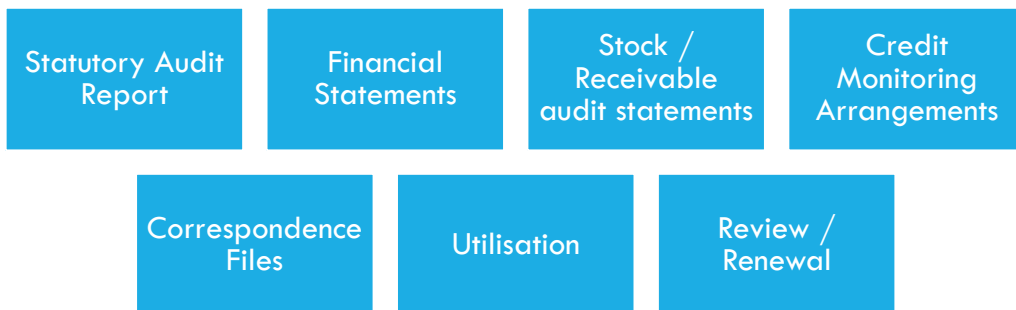 Statutory Audit
Report
Financial
Statements
Stock /
Receivable
audit statements
Credit
Monitoring
Arrangements
Correspondence
Files
Utilisation
Review /
Renewal